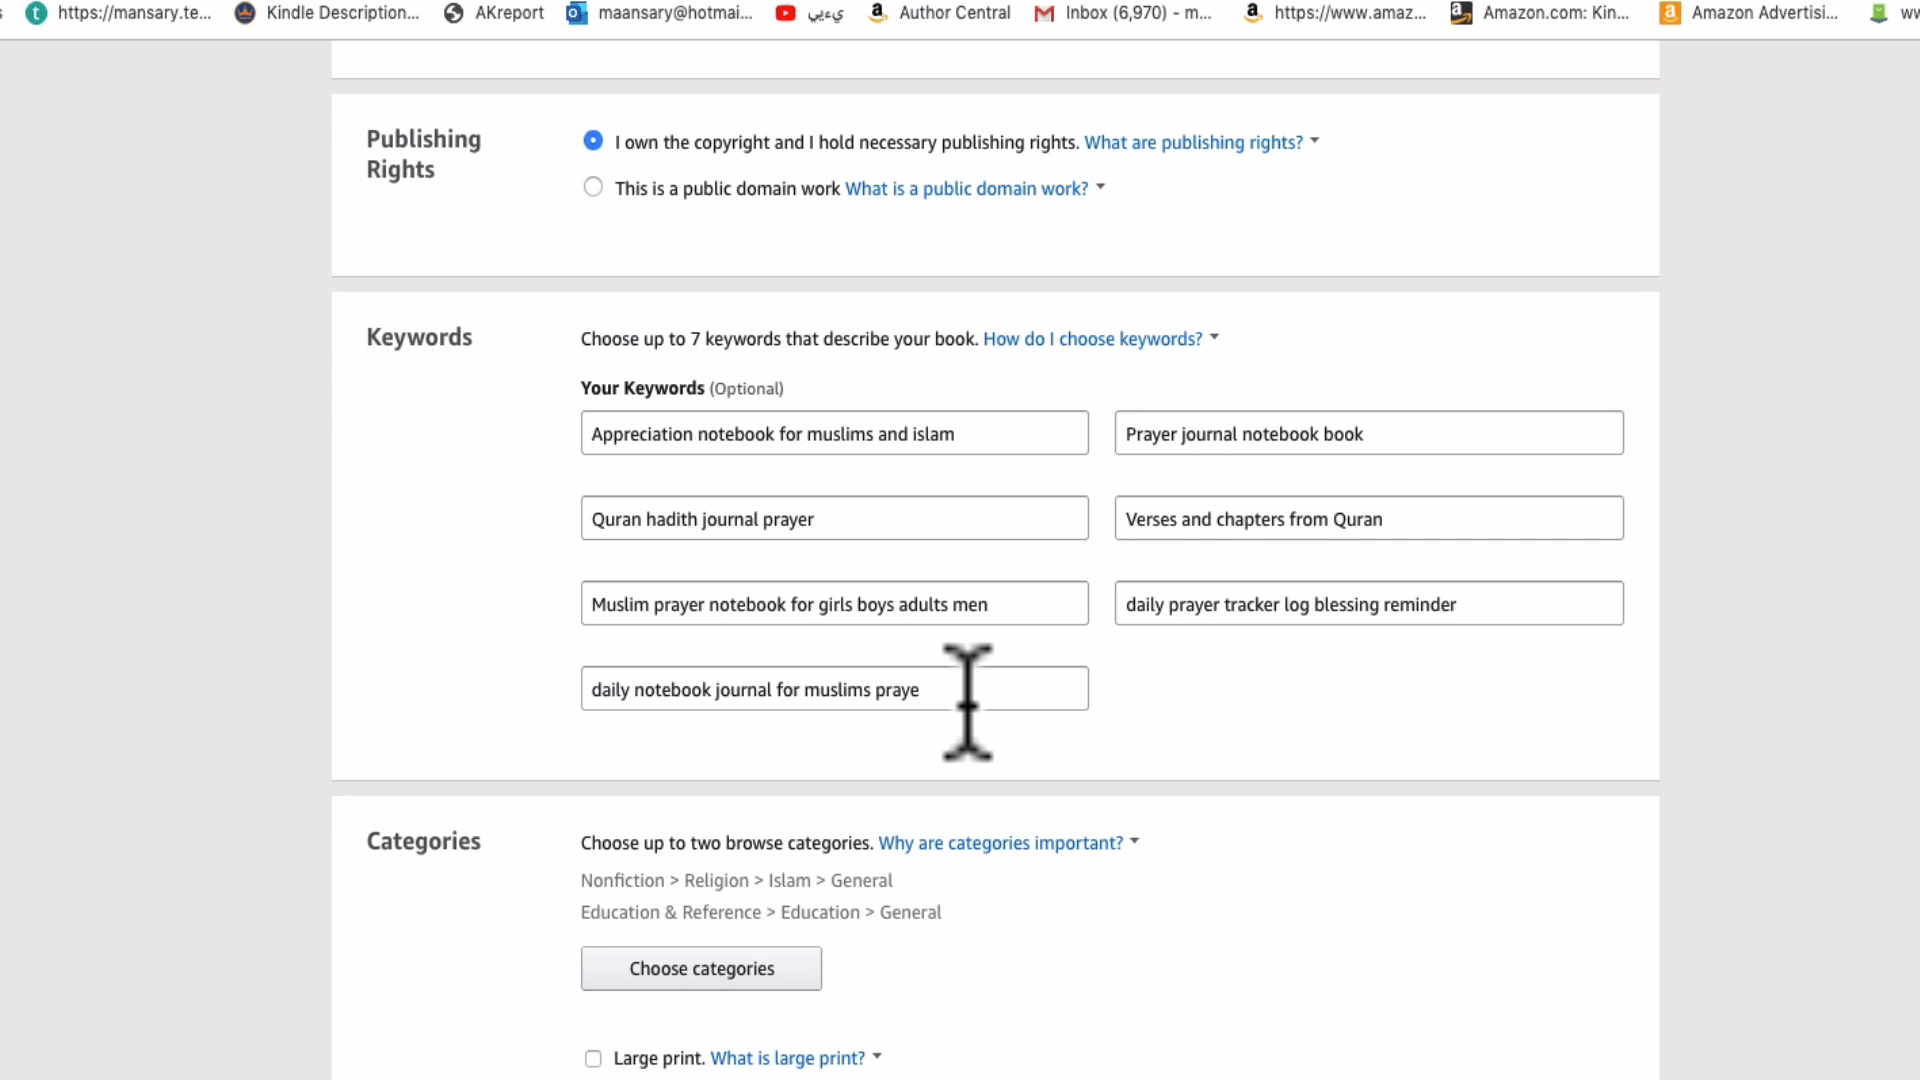 https://mansary.te... Kindle Description... AKreport maansary@hotmai... Author Central Inbox (6,970) - m... https://www.amaz... Amazon.com: Kin... Amazon Advertisi...
Publishing Rights
I own the copyright and I hold necessary publishing rights. What are publishing rights?
This is a public domain work What is a public domain work?
Keywords
Choose up to 7 keywords that describe your book. How do I choose keywords?
Your Keywords (Optional)
Appreciation notebook for muslims and islam
Prayer journal notebook book
Quran hadith journal prayer
Verses and chapters from Quran
Muslim prayer notebook for girls boys adults men
daily prayer tracker log blessing reminder
daily notebook journal for muslims praye
Categories
Choose up to two browse categories. Why are categories important?
Nonfiction > Religion > Islam > General
Education & Reference > Education > General
Choose categories
Large print. What is large print?